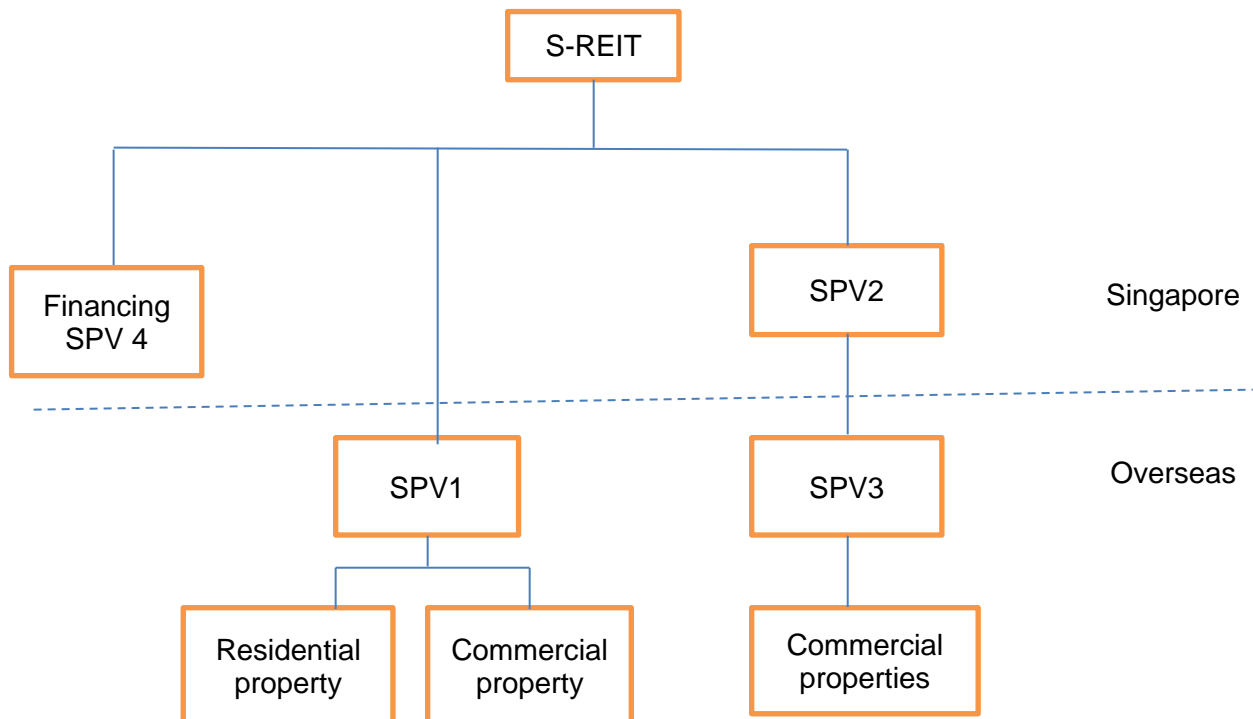 S-REIT
Financing
SPV 4
SPV2
Singapore
SPV1
SPV3
Overseas
Residential
property
Commercial
property
Commercial
properties